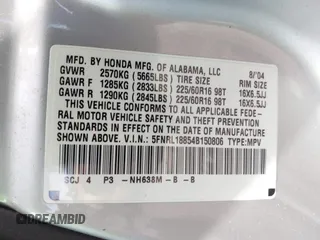 MFD. BY HONDA MFG. OF ALABAMA, LLC 8/'04
GVWR 2570KG (5665LBS) TIRE SIZE RIM SIZE
GAWR F 1285KG (2833LBS) 225/60R16 98T 16X6.5JJ
GAWR R 1290KG (2845LBS) 225/60R16 98T 16X6.5JJ
THIS VEHICLE CONFORMS TO ALL APPLICABLE FEDE-
RAL MOTOR VEHICLE SAFETY AND THEFT PREVENTION
STANDARDS IN EFFECT ON THE DATE OF MANUFACTURE
SHOWN ABOVE. V.I.N.: 5FNRL18854B150806 TYPE:MPV
SCJ 4 P3 -NH638M-B -B
© AUTOBIDMASTER